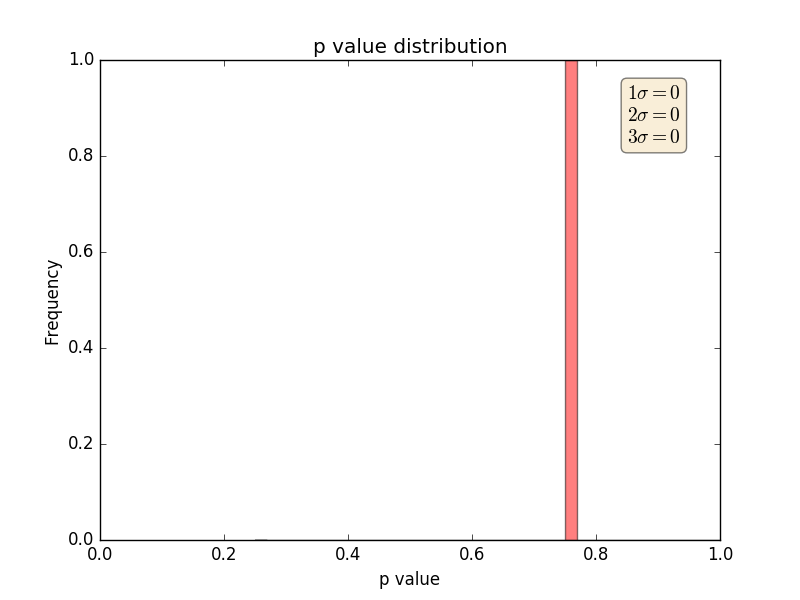 p value distribution
1.0
0.8
0.6
0.4
0.2
0.0
Frequency
1σ = 0
2σ = 0
3σ = 0
0.0 0.2 0.4 0.6 0.8 1.0
p value